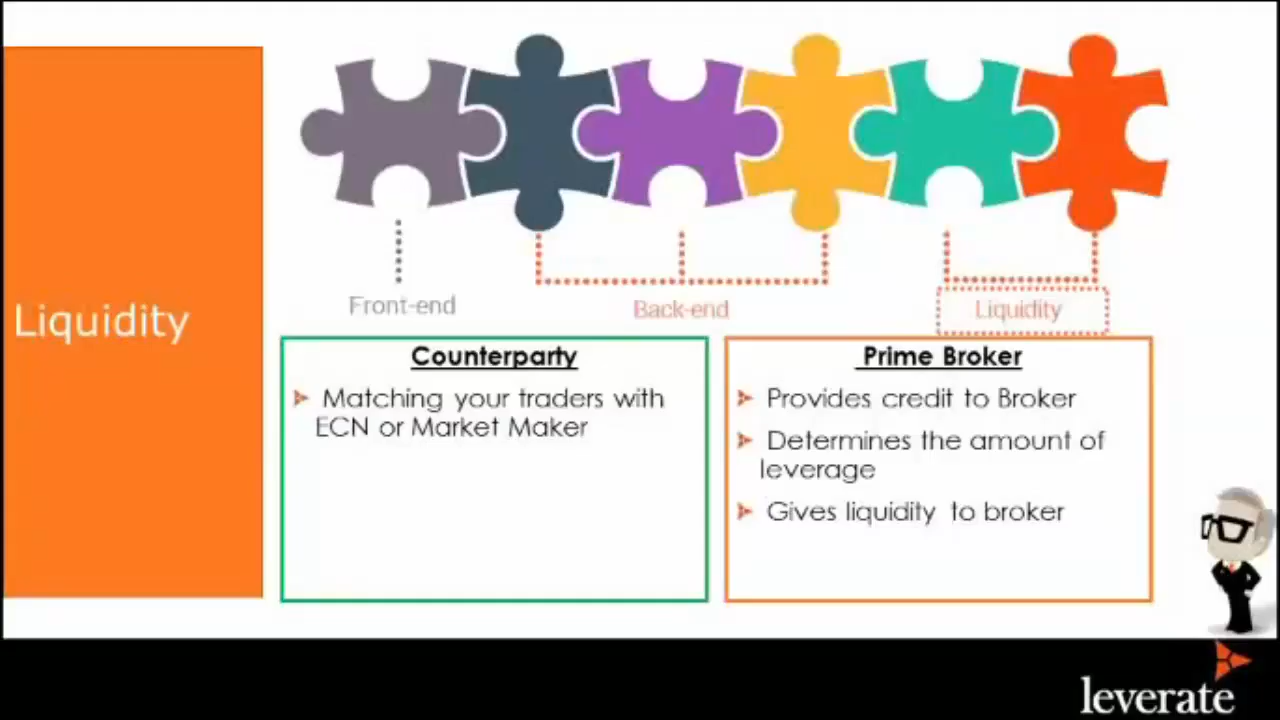 Liquidity
Front-end
Back-end
Liquidity
Counterparty
Matching your traders with
ECN or Market Maker
Prime Broker
Provides credit to Broker
Determines the amount of
leverage
Gives liquidity to broker
leverate